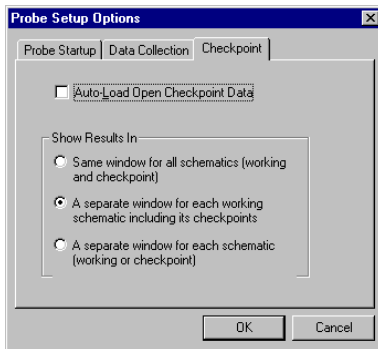 Probe Setup Options
Probe Startup Data Collection Checkpoint
Auto-Load Open Checkpoint Data
Show Results In
Same window for all schematics (working
and checkpoint)
A separate window for each working
schematic including its checkpoints
A separate window for each schematic
(working or checkpoint)
OK Cancel